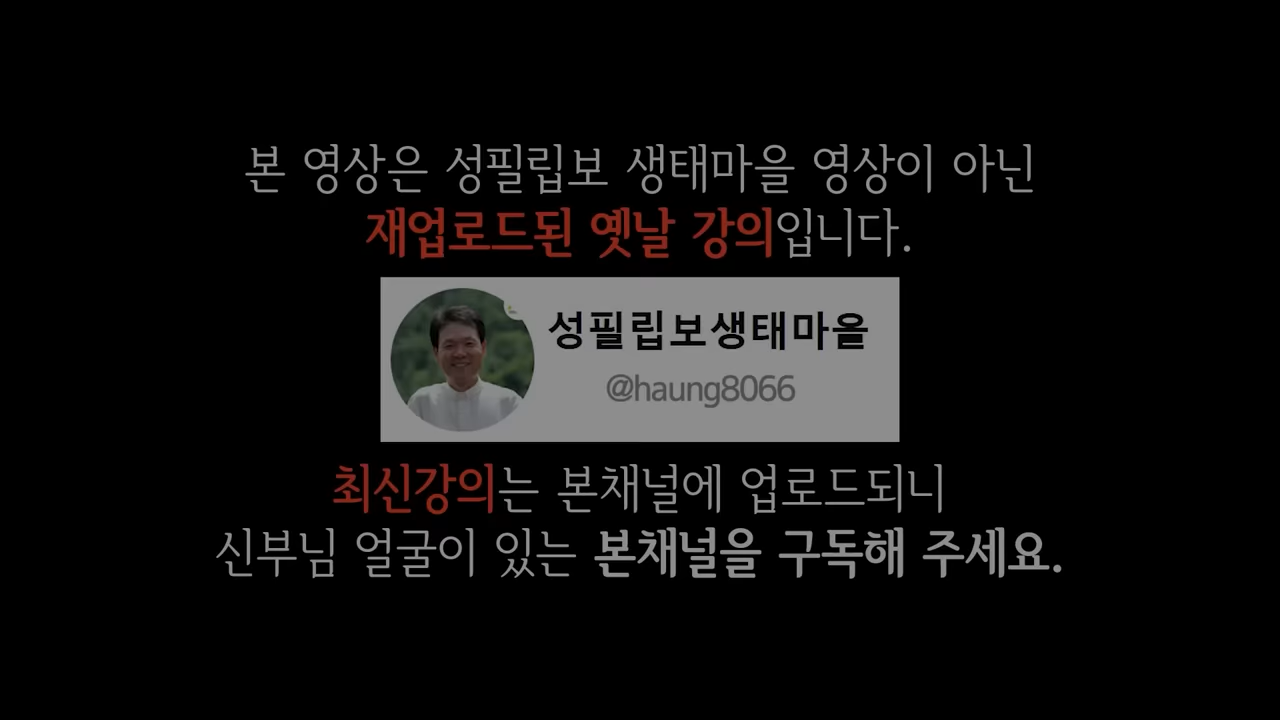 본 영상은 성필립보 생태마을 영상이 아닌
재업로드된 옛날 강의입니다.
성필립보생태마을
@haung8066
최신강의는 본채널에 업로드되니
신부님 얼굴이 있는 본채널을 구독해 주세요.